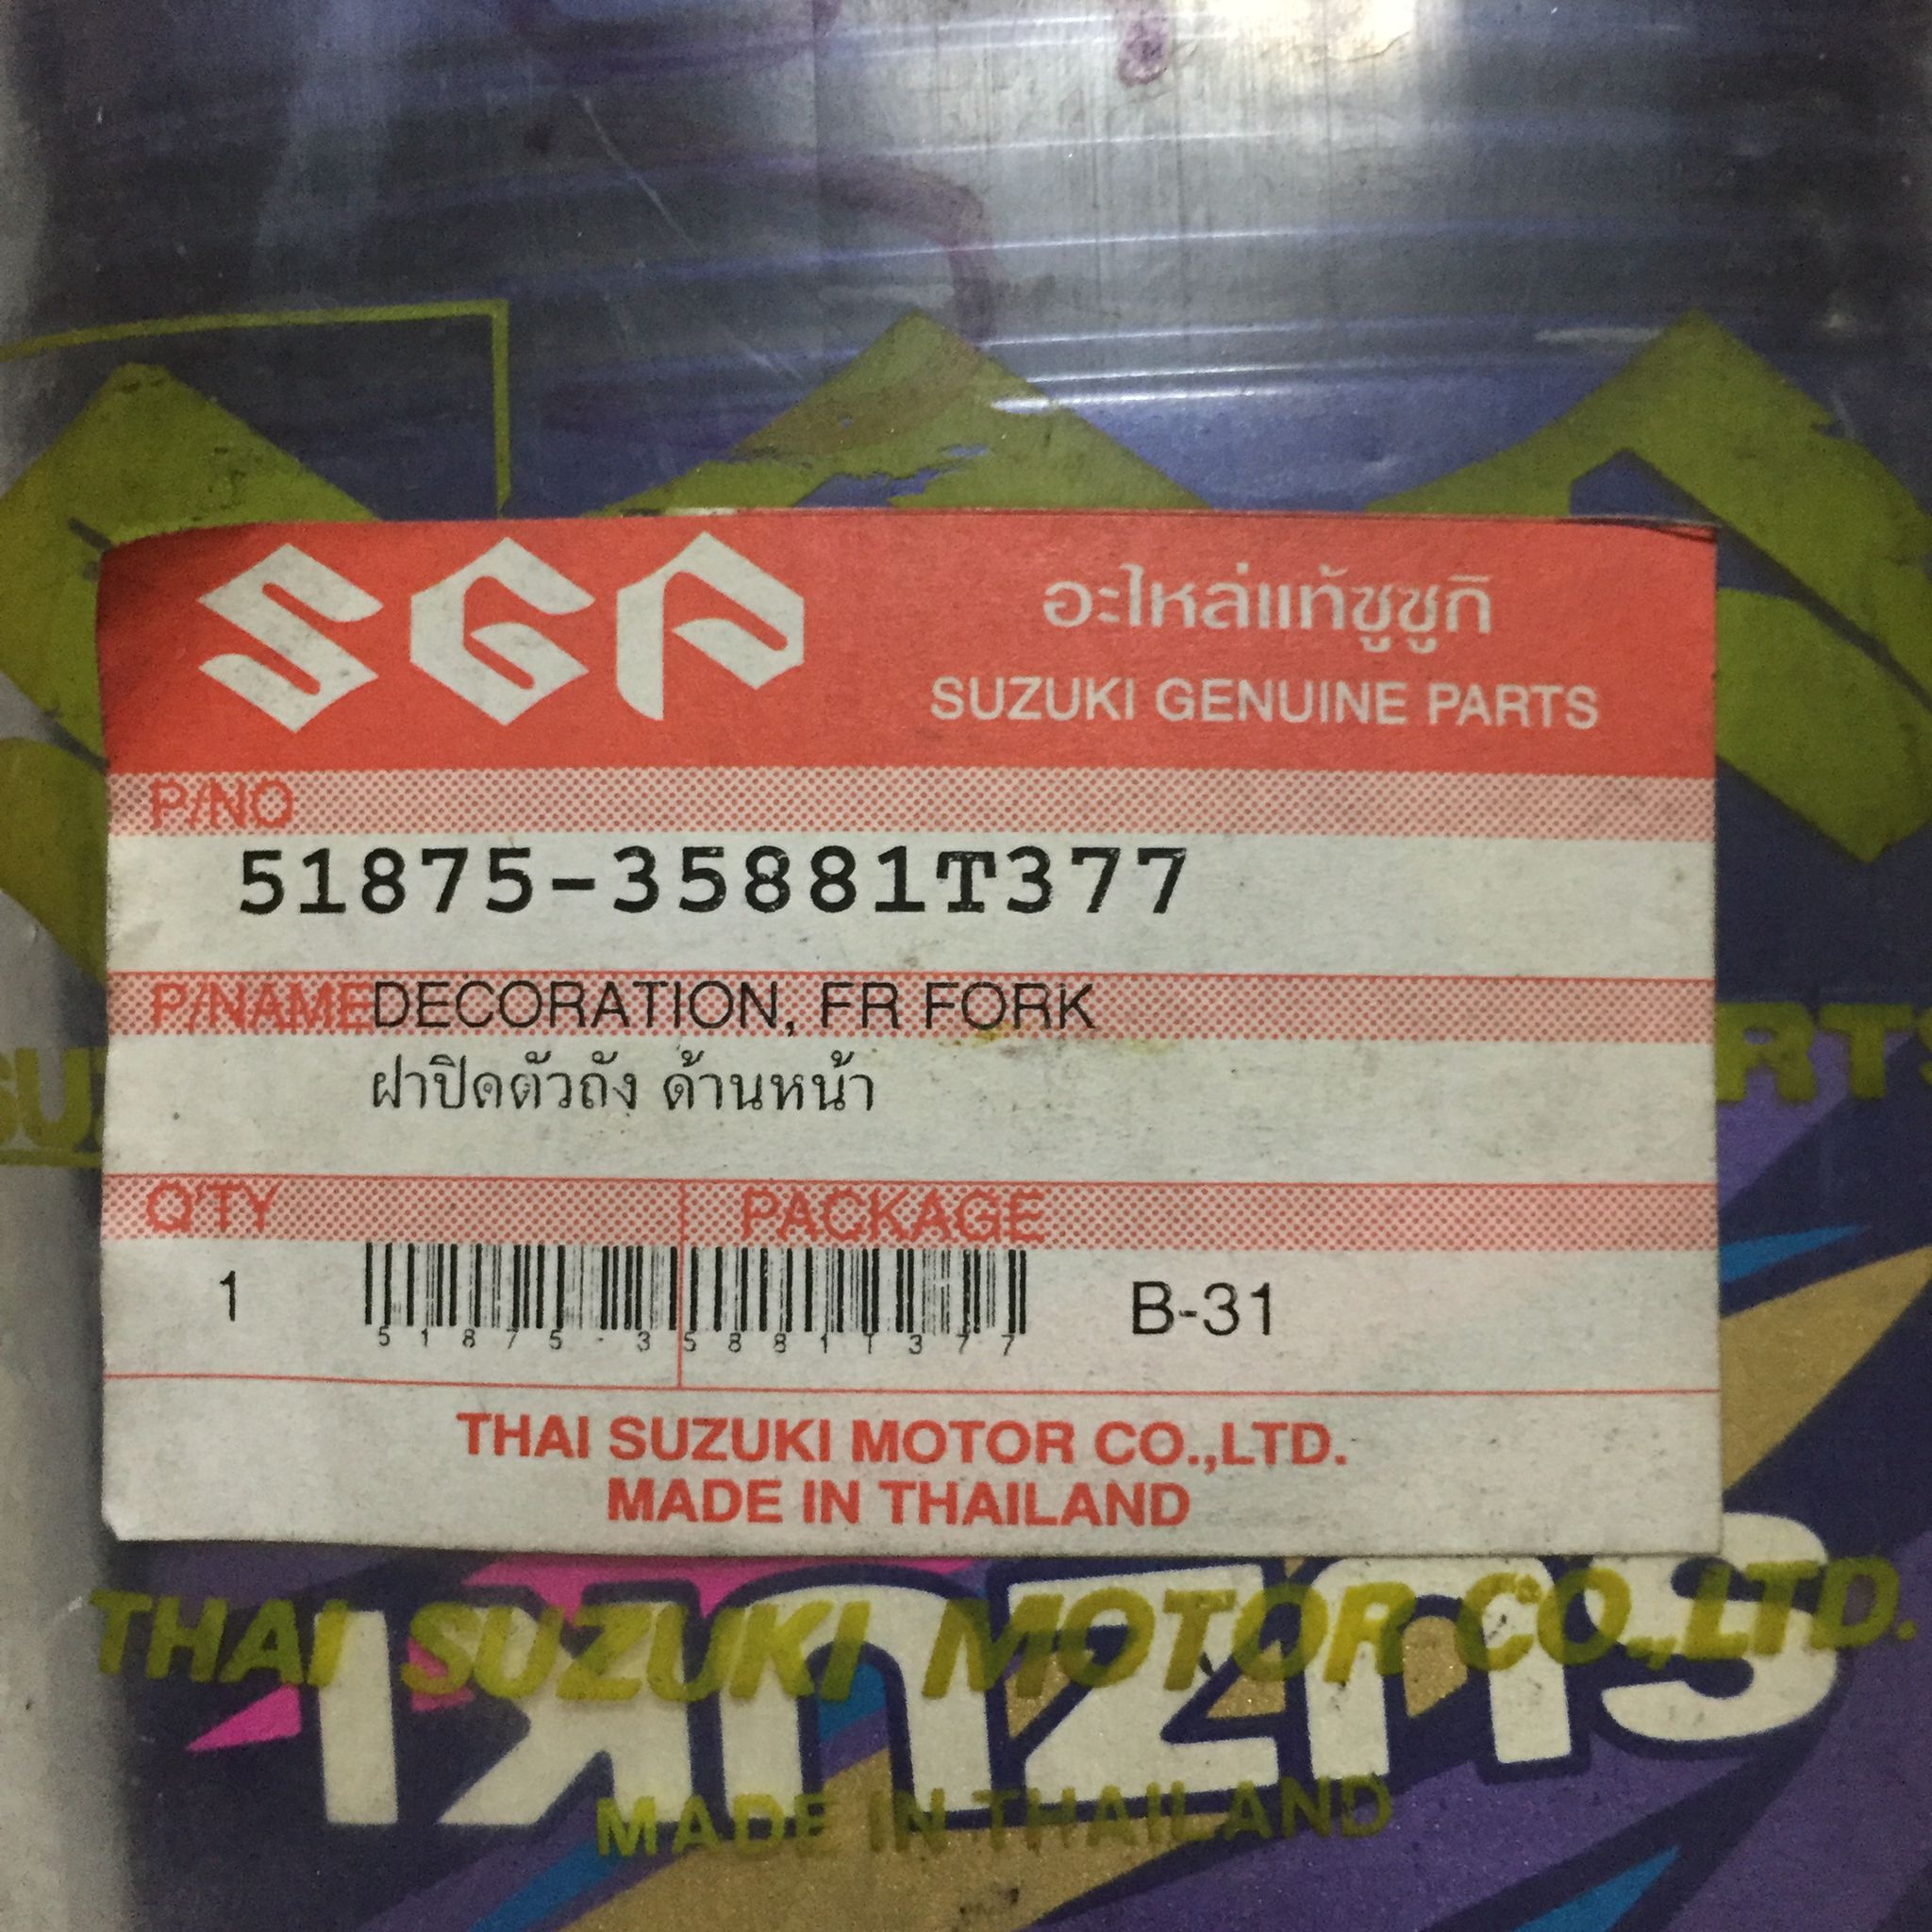 SGP
อะไหล่แท้ซูซูกิ
SUZUKI GENUINE PARTS
P/NO
51875-35881T377
P/NAME DECORATION, FR FORK
ฝาปิดตัวถัง ด้านหน้า
Q'TY PACKAGE
1 B-31
51875-35881T377
THAI SUZUKI MOTOR CO.,LTD.
MADE IN THAILAND
THAI SUZUKI MOTOR CO.,LTD.
SUZUKI
MADE IN THAILAND